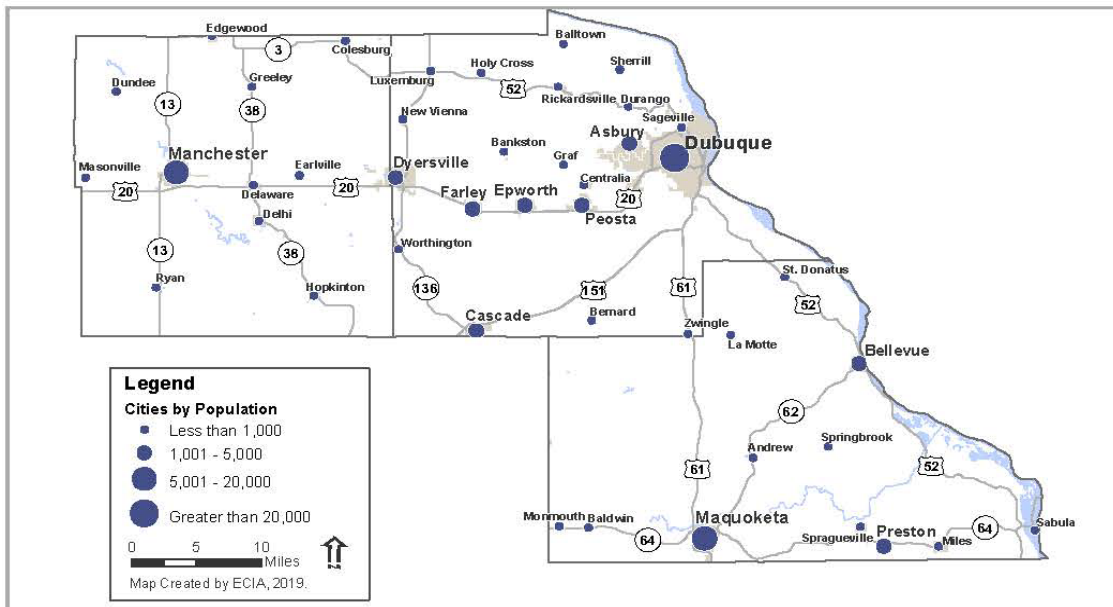 Edgewood
3
Colesburg
Balltown
Sherrill
Holy Cross
Luxemburg
52
Dundee
Greeley
Rickardsville
Durango
13
38
New Vienna
Sageville
Asbury
Dubuque
Bankston
Graf
Manchester
Earlville
Dyersville
Masonville
Centralia
20
Delaware
20
Farley
Epworth
20
Peosta
Delhi
13
38
Worthington
Ryan
Hopkinton
136
151
61
St. Donatus
52
Cascade
Bernard
Zwingle
La Motte
Bellevue
62
Andrew
Springbrook
61
52
Monmouth
Baldwin
64
Maquoketa
Spragueville
Preston
Miles
64
Sabula
Legend
Cities by Population
Less than 1,000
1,001 - 5,000
5,001 - 20,000
Greater than 20,000
0 5 10
Miles
Map Created by ECIA, 2019.